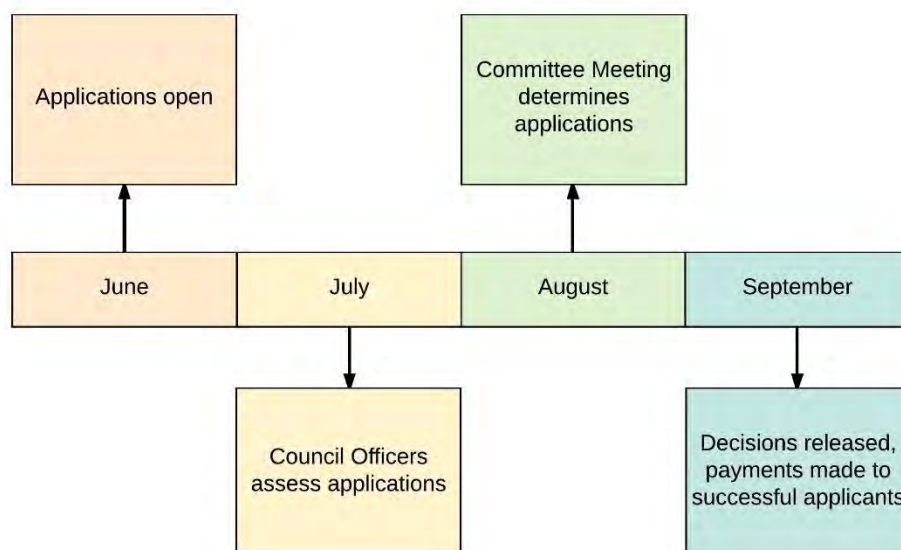 Applications open
Committee Meeting
determines
applications
June
July
August
September
Council Officers
assess applications
Decisions released,
payments made to
successful applicants